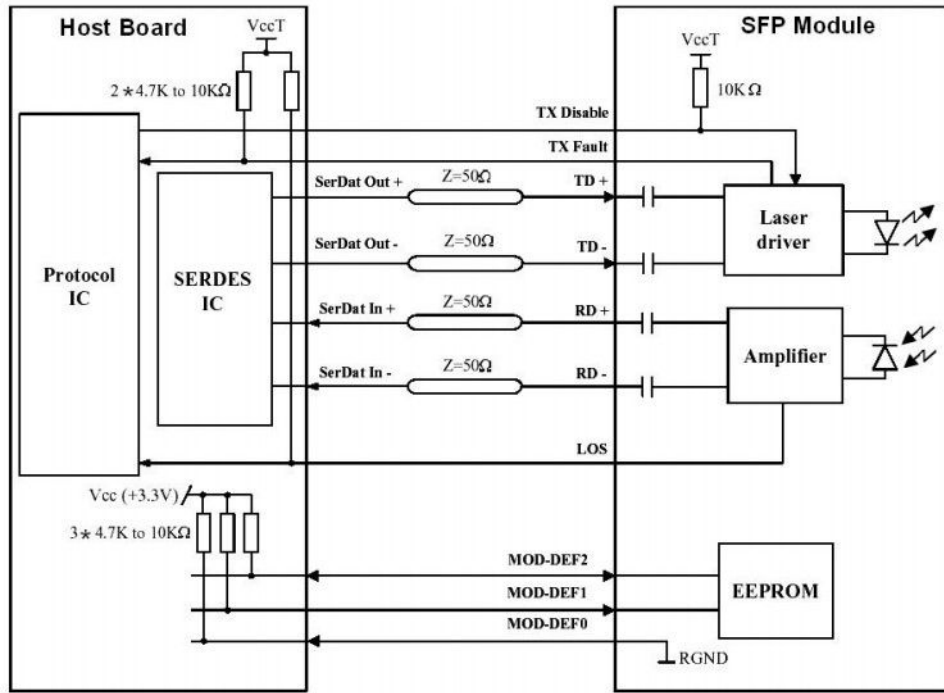 Host Board
SFP Module
VccT
VccT
2*4.7K to 10KΩ
10KΩ
TX Disable
TX Fault
SerDat Out +
Z=50Ω
TD +
Laser
driver
SerDat Out -
Z=50Ω
TD -
Protocol
IC
SERDES
IC
SerDat In +
Z=50Ω
RD +
Amplifier
SerDat In -
Z=50Ω
RD -
LOS
Vcc (+3.3V)
3*4.7K to 10KΩ
MOD-DEF2
EEPROM
MOD-DEF1
MOD-DEF0
RGND